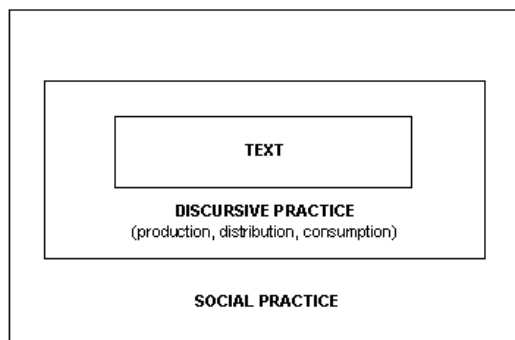 TEXT
DISCURSIVE PRACTICE
(production, distribution, consumption)
SOCIAL PRACTICE